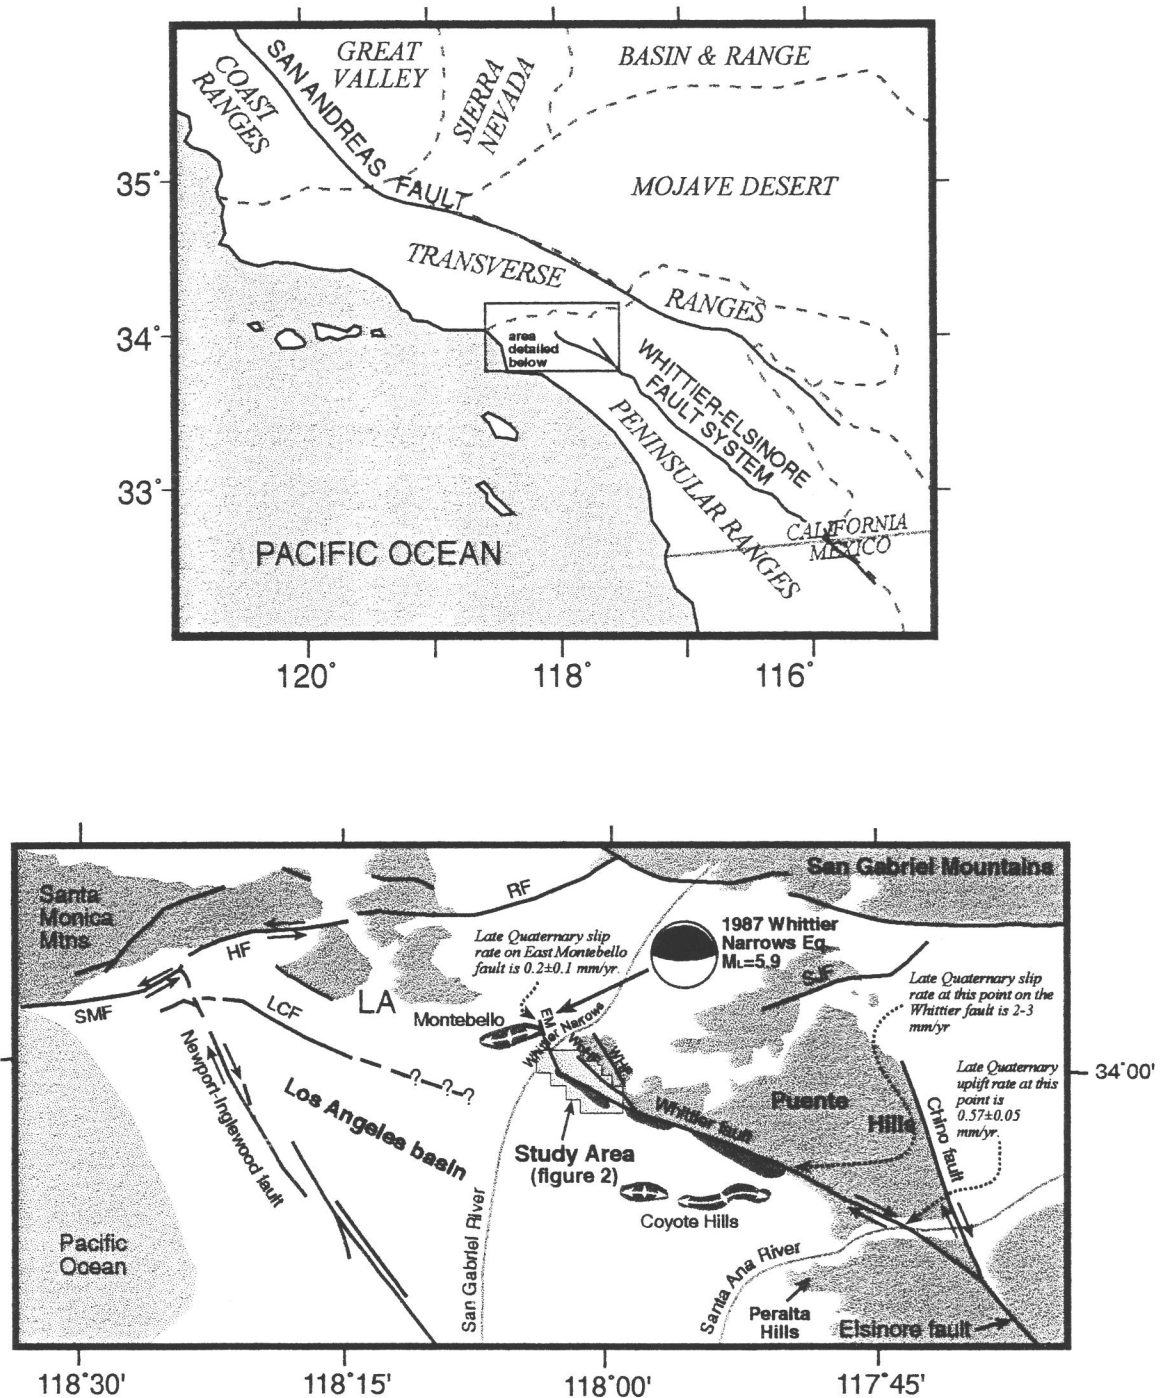 GREAT
VALLEY
BASIN & RANGE
COAST
RANGES
SAN ANDREAS FAULT
SIERRA
NEVADA
MOJAVE DESERT
35°
TRANSVERSE
RANGES
34°
area
detailed
below
WHITTIER-ELSINORE
FAULT SYSTEM
PENINSULAR RANGES
33°
PACIFIC OCEAN
CALIFORNIA
MEXICO
120°
118°
116°
San Gabriel Mountains
Santa
Monica
Mtns
RF
HF
1987 Whittier
Narrows Eq
ML=5.9
Late Quaternary slip
rate on East Montebello
fault is 0.2±0.1 mm/yr.
SJF
Late Quaternary slip
rate at this point on the
Whittier fault is 2-3
mm/yr
SMF
LCF
LA
Montebello
EM
Whittier Narrows
34°00'
Newport-Inglewood fault
?
?
?
Los Angeles basin
Whittier fault
Puente
Hills
Late Quaternary
uplift rate at this
point is
0.57±0.05
mm/yr.
Chino fault
Study Area
(figure 2)
Coyote Hills
San Gabriel River
Pacific
Ocean
Santa Ana River
Peralta
Hills
Elsinore fault
118°30'
118°15'
118°00'
117°45'